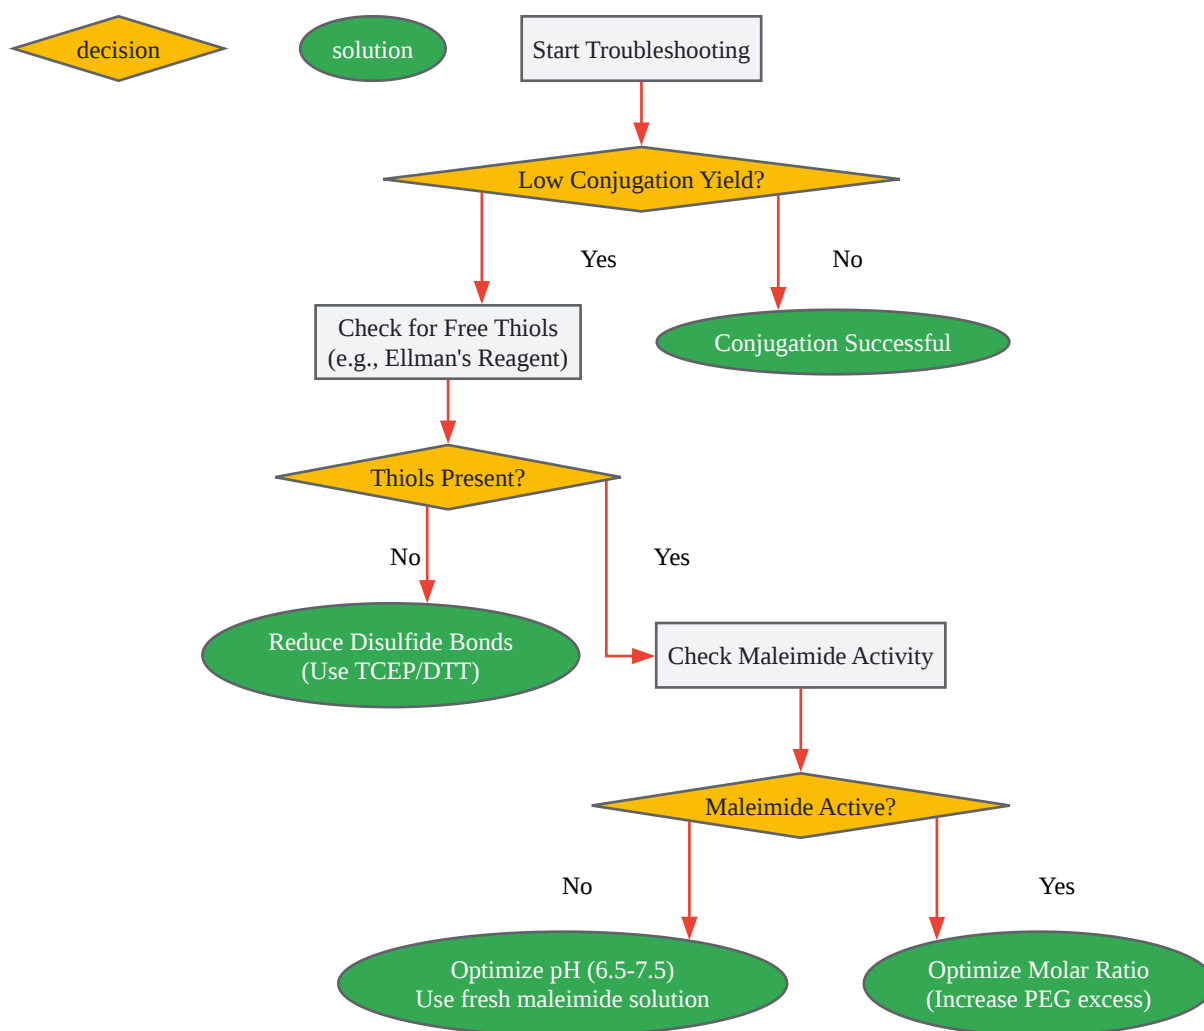 decision
solution
Start Troubleshooting
Low Conjugation Yield?
Yes
No
Check for Free Thiols
(e.g., Ellman's Reagent)
Conjugation Successful
Thiols Present?
No
Yes
Reduce Disulfide Bonds
(Use TCEP/DTT)
Check Maleimide Activity
Maleimide Active?
No
Yes
Optimize pH (6.5-7.5)
Use fresh maleimide solution
Optimize Molar Ratio
(Increase PEG excess)